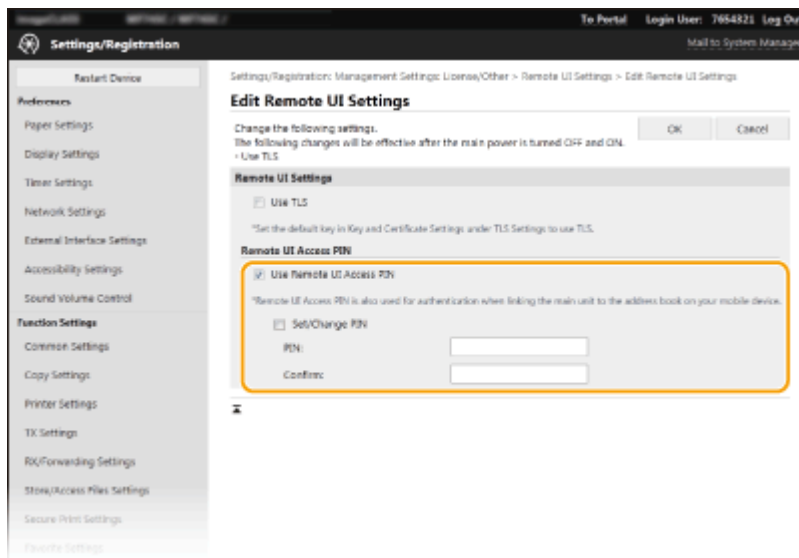 To Portal Login User: 7654321 Log Ou
Settings/Registration
Mail to System Manage
Restart Device
Preferences
Paper Settings
Display Settings
Timer Settings
Network Settings
External Interface Settings
Accessibility Settings
Sound Volume Control
Function Settings
Common Settings
Copy Settings
Printer Settings
TX Settings
RX/Forwarding Settings
Store/Access Files Settings
Secure Print Settings
Favorite Settings
Settings/Registration: Management Settings: License/Other > Remote UI Settings > Edit Remote UI Settings
Edit Remote UI Settings
Change the following settings.
The following changes will be effective after the main power is turned OFF and ON.
- Use TLS
OK Cancel
Remote UI Settings
Use TLS
*Set the default key in Key and Certificate Settings under TLS Settings to use TLS.
Remote UI Access PIN
Use Remote UI Access PIN
*Remote UI Access PIN is also used for authentication when linking the main unit to the address book on your mobile device.
Set/Change PIN
PIN:
Confirm: